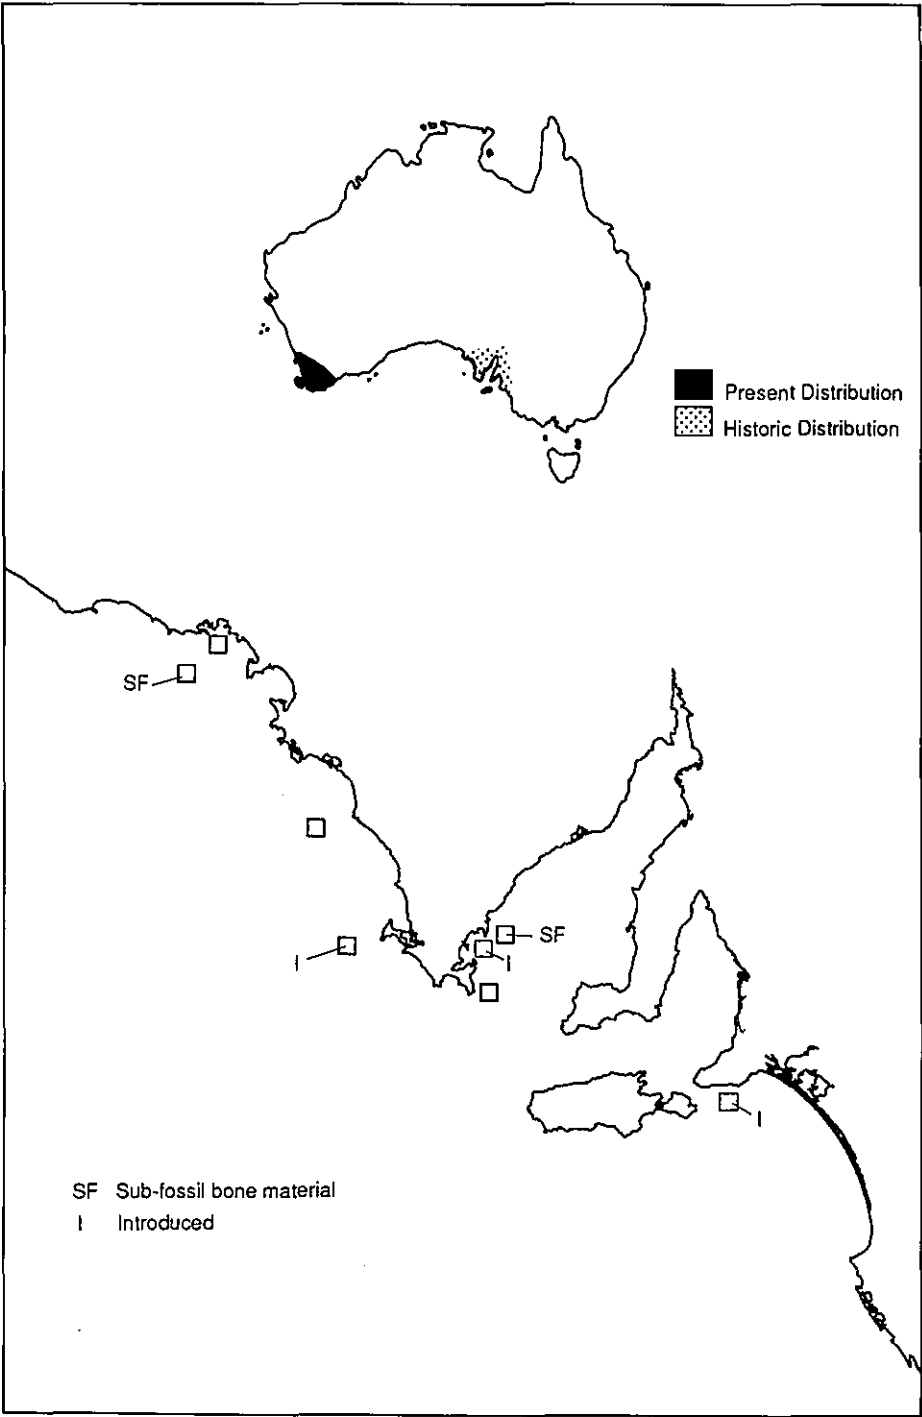 Present Distribution
Historic Distribution
SF
SF
I
I
I
SF Sub-fossil bone material
I Introduced